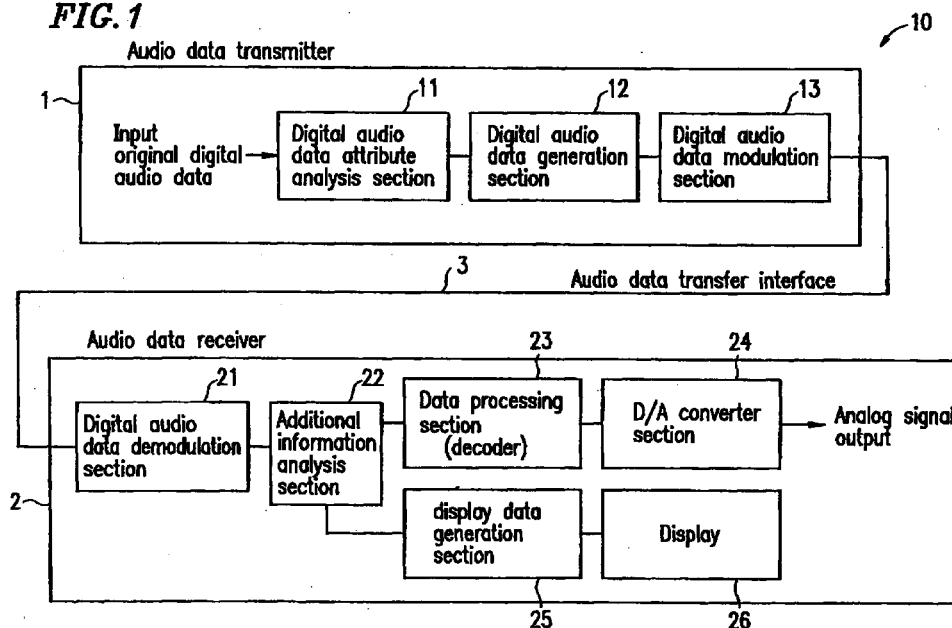 FIG. 1
10
Audio data transmitter
1
11
12
13
Input
original digital
audio data
Digital audio
data attribute
analysis section
Digital audio
data generation
section
Digital audio
data modulation
section
3
Audio data transfer interface
Audio data receiver
2
21
22
23
24
Digital audio
data demodulation
section
Additional
information
analysis
section
Data processing
section
(decoder)
D/A converter
section
Analog signal
output
display data
generation
section
Display
25
26